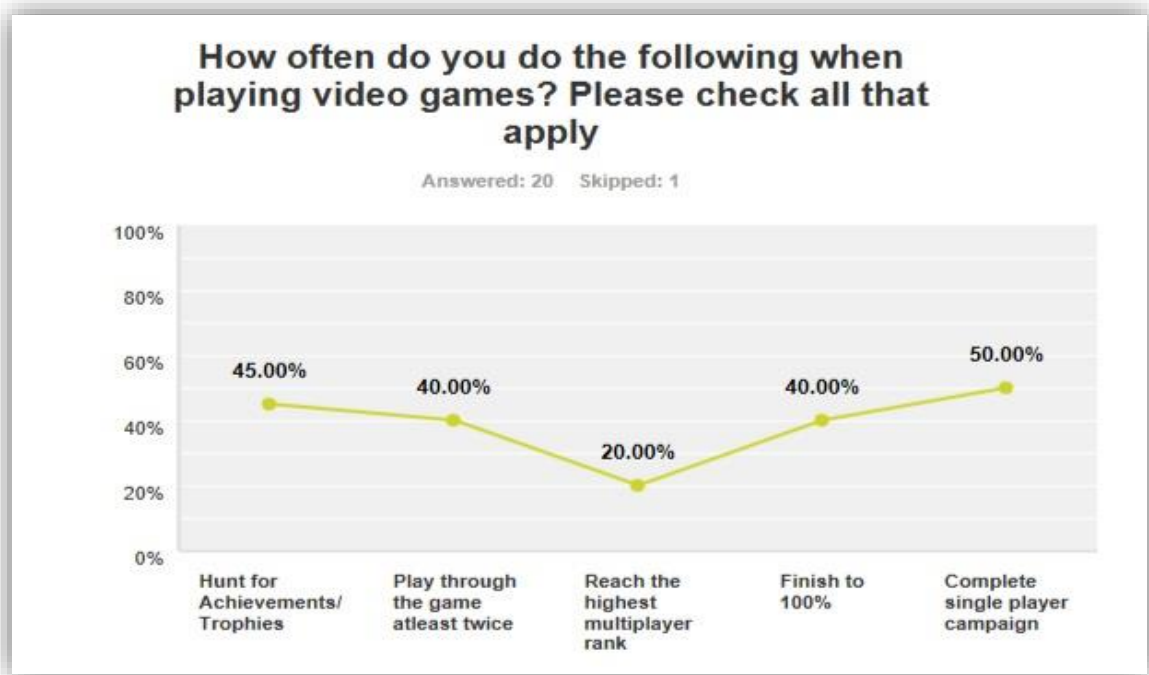 How often do you do the following when
playing video games? Please check all that
apply
Answered: 20 Skipped: 1
100%
80%
60%
40%
20%
0%
45.00%
40.00%
20.00%
40.00%
50.00%
Hunt for
Achievements/
Trophies
Play through
the game
atleast twice
Reach the
highest
multiplayer
rank
Finish to
100%
Complete
single player
campaign